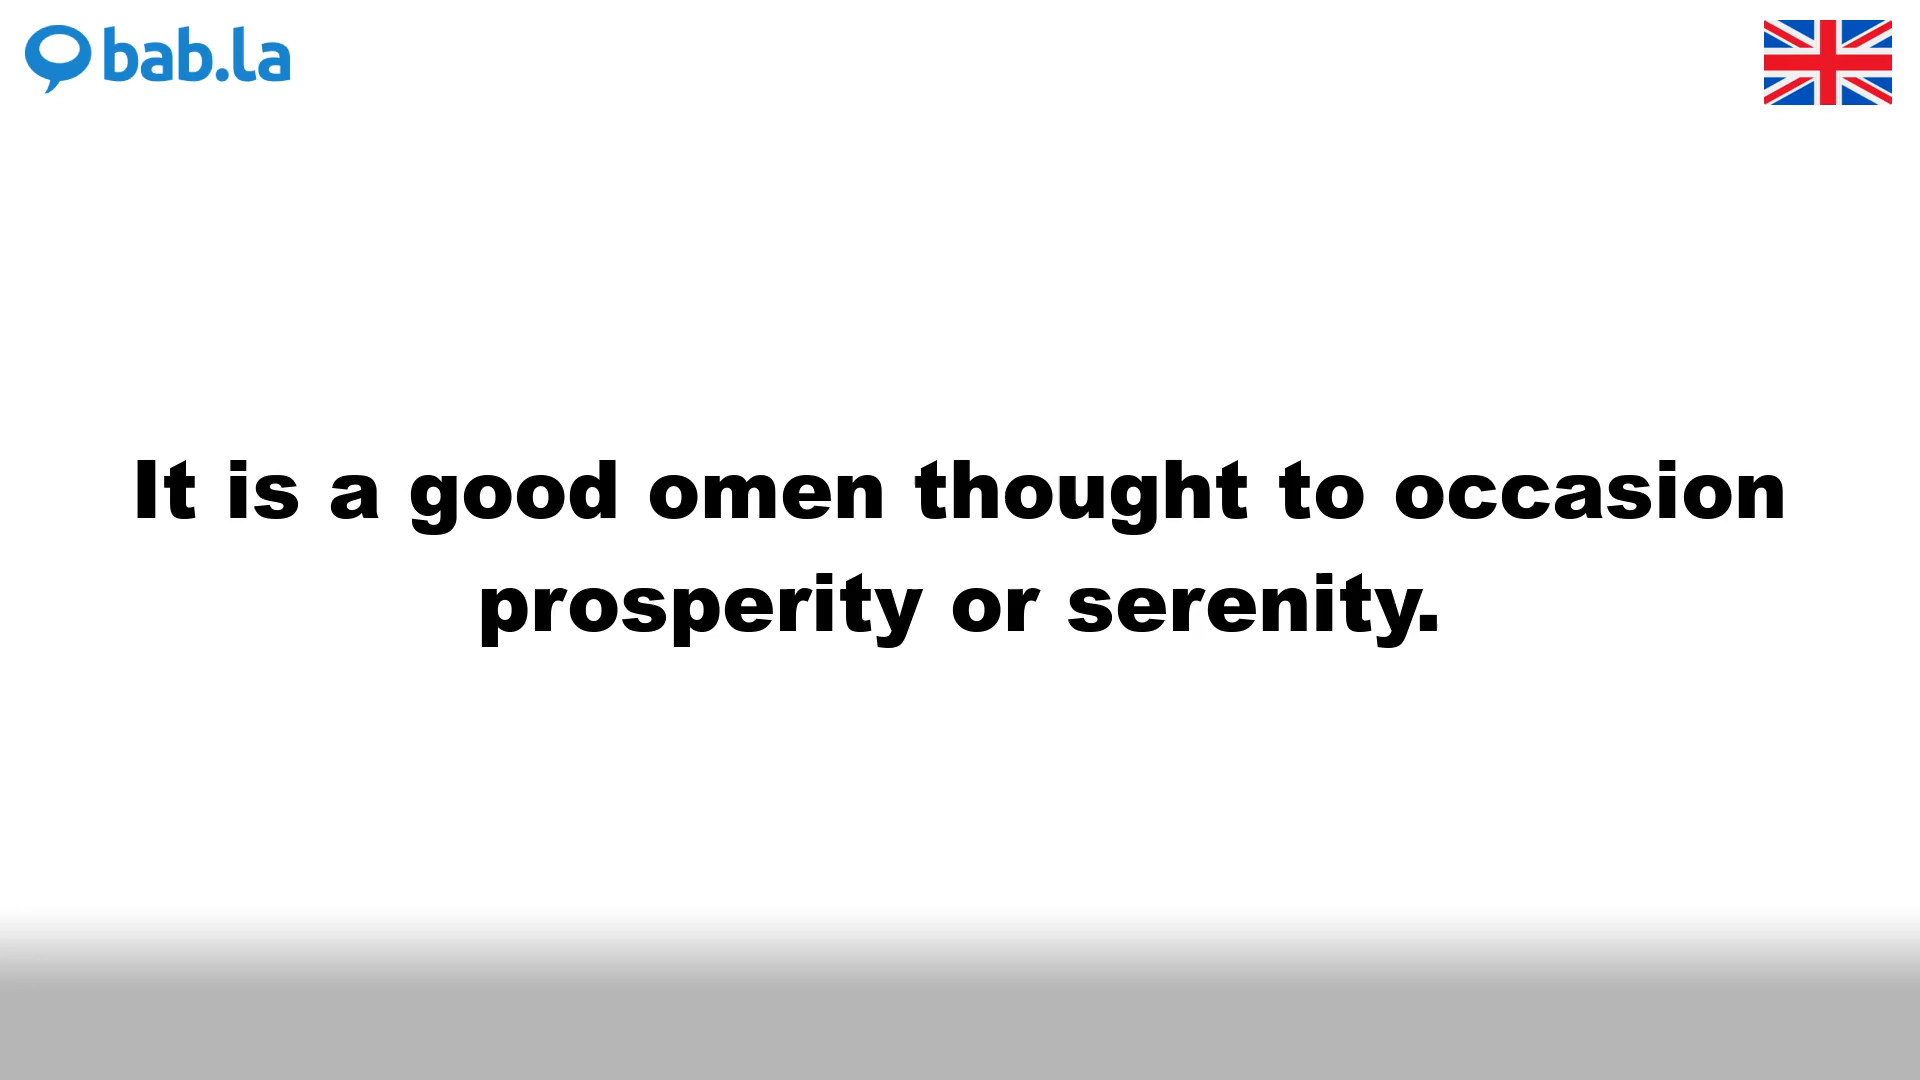 bab.la
It is a good omen thought to occasion
prosperity or serenity.